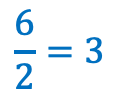 6/2 = 3